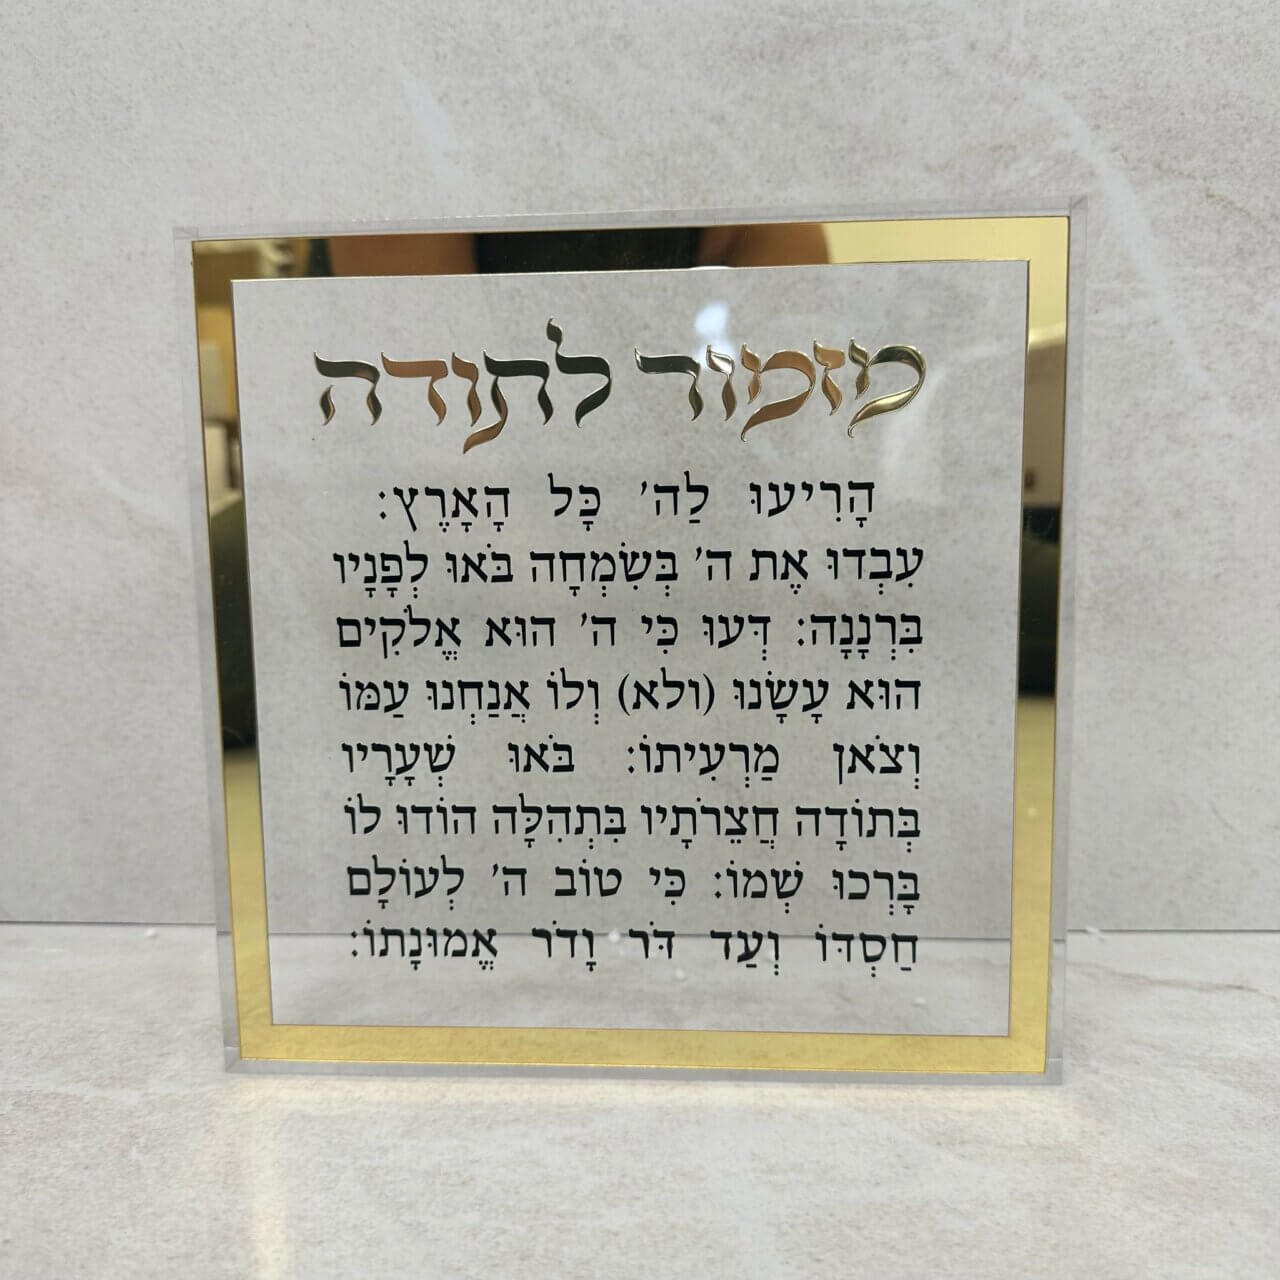 מזמור לתודה
הָרִיעוּ לַה' כָּל הָאָרֶץ:
עִבְדוּ אֶת ה' בְּשִׂמְחָה בֹּאוּ לְפָנָיו
בִּרְנָנָה: דְּעוּ כִּי ה' הוּא אֱלֹקִים
הוּא עָשָׂנוּ (ולא) וְלוֹ אֲנַחְנוּ עַמּוֹ
וְצֹאן מַרְעִיתוֹ: בֹּאוּ שְׁעָרָיו
בְּתוֹדָה חֲצֵרֹתָיו בִּתְהִלָּה הוֹדוּ לוֹ
בָּרְכוּ שְׁמוֹ: כִּי טוֹב ה' לְעוֹלָם
חַסְדּוֹ וְעַד דֹּר וָדֹר אֱמוּנָתוֹ: